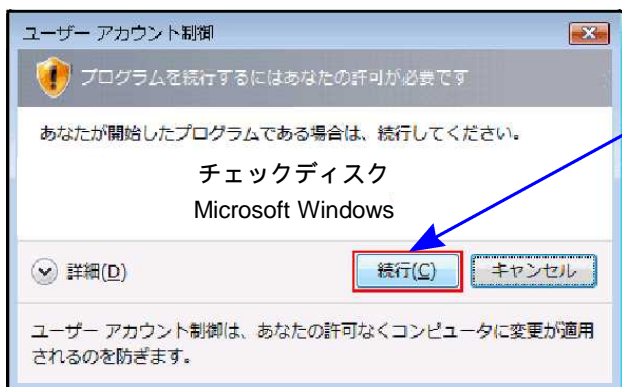 ユーザー アカウント制御
プログラムを続行するにはあなたの許可が必要です
あなたが開始したプログラムである場合は、続行してください。
チェックディスク
Microsoft Windows
詳細(D)
続行(C)
キャンセル
ユーザー アカウント制御は、あなたの許可なくコンピュータに変更が適用
されるのを防ぎます。